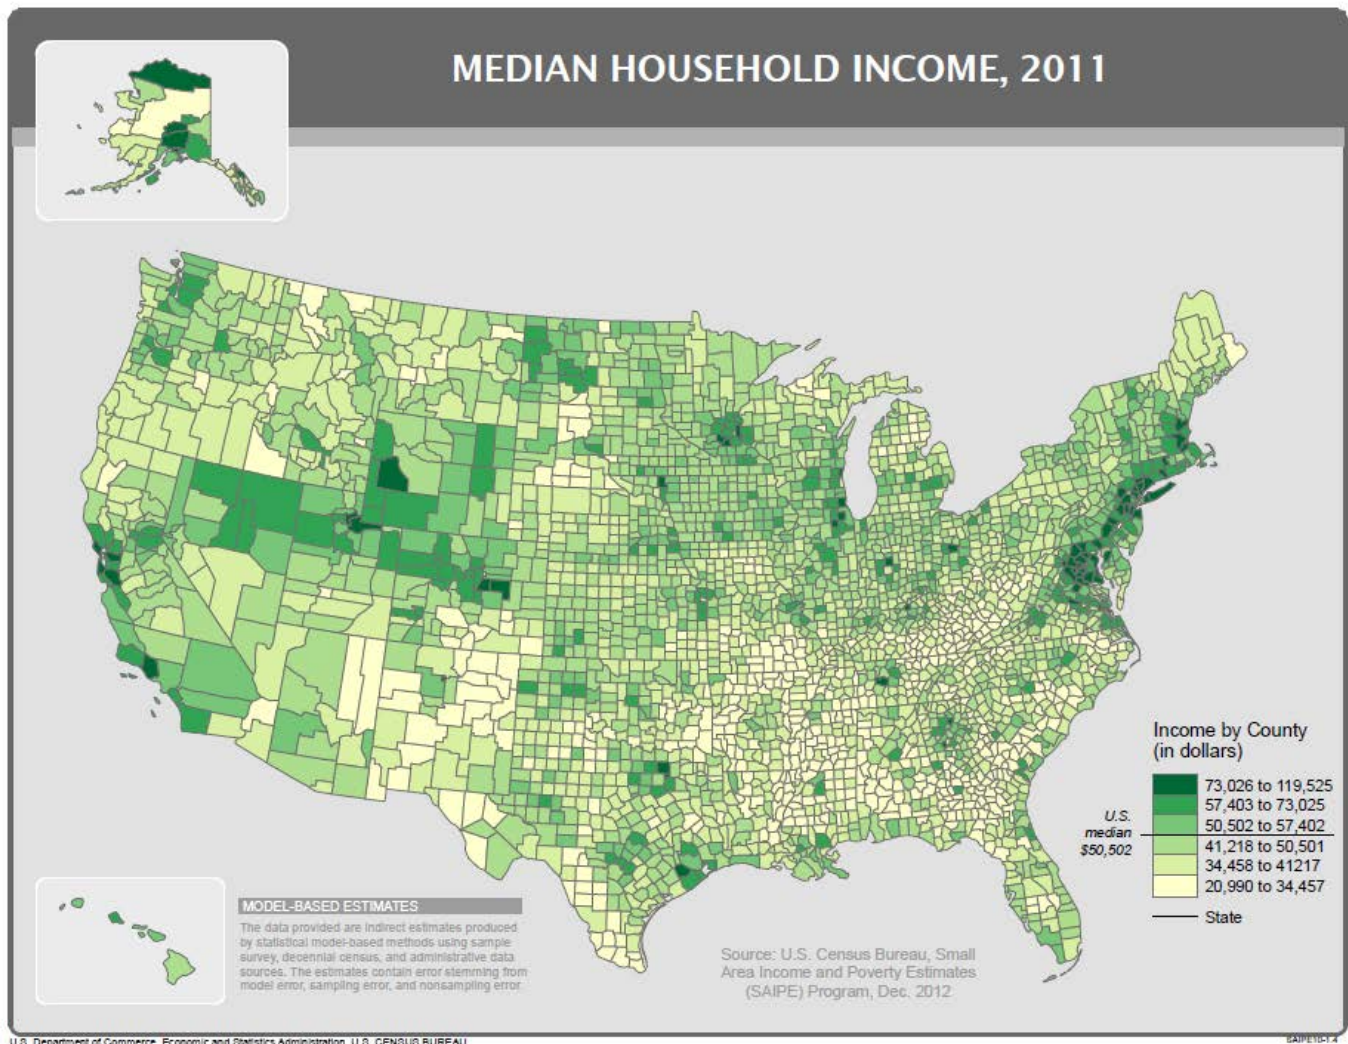 MEDIAN HOUSEHOLD INCOME, 2011
Income by County
(in dollars)
73,026 to 119,525
57,403 to 73,025
50,502 to 57,402
41,218 to 50,501
34,458 to 41217
20,990 to 34,457
U.S.
median
$50,502
State
MODEL-BASED ESTIMATES
The data provided are indirect estimates produced
by statistical model-based methods using sample
survey, decennial census, and administrative data
sources. The estimates contain error stemming from
model error, sampling error, and nonsampling error.
Source: U.S. Census Bureau, Small
Area Income and Poverty Estimates
(SAIPE) Program, Dec. 2012
U.S. Department of Commerce Economic and Statistics Administration U.S. CENSUS BUREAU
SAIPE10-1.4